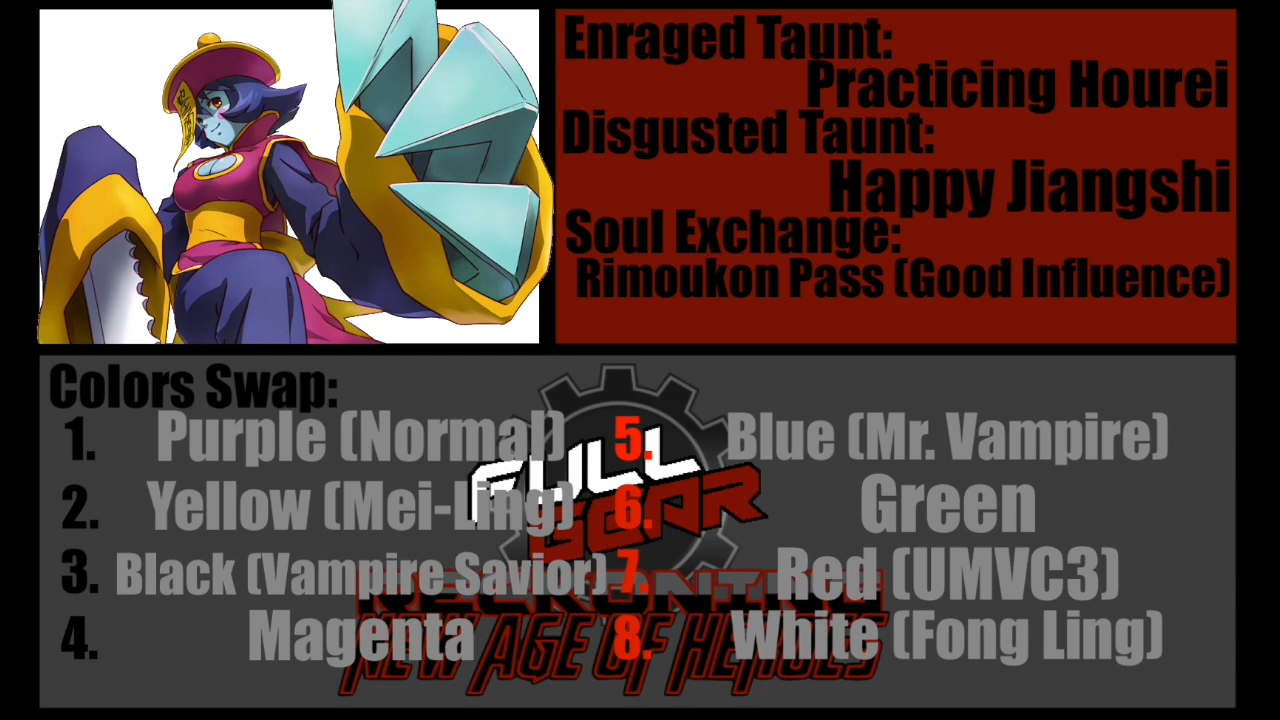 Enraged Taunt:
Practicing Hourei
Disgusted Taunt:
Happy Jiangshi
Soul Exchange:
Rimoukon Pass (Good Influence)
Colors Swap:
1. Purple (Normal)
2. Yellow (Mei-Ling)
3. Black (Vampire Savior)
4. Magenta
5. Blue (Mr. Vampire)
6. Green
7. Red (UMVC3)
8. White (Fong Ling)
FULL
GEAR
RECKONING
NEW AGE OF HEROES